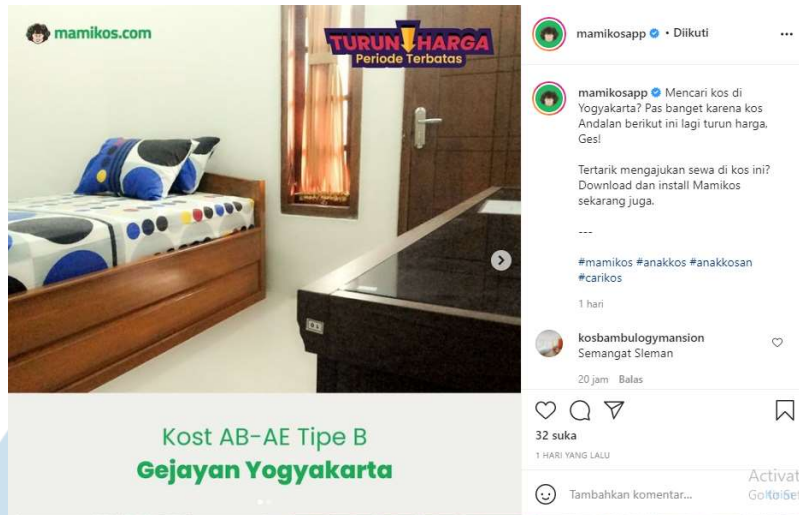 mamikos.com
TURUN HARGA
Periode Terbatas
Kost AB-AE Tipe B
Gejayan Yogyakarta
mamikosapp • Diikuti
mamikosapp Mencari kos di
Yogyakarta? Pas banget karena kos
Andalan berikut ini lagi turun harga,
Ges!
Tertarik mengajukan sewa di kos ini?
Download dan install Mamikos
sekarang juga.
---
#mamikos #anakkos #anakkosan
#carikos
1 hari
kosbambulogymansion
Semangat Sleman
20 jam Balas
32 suka
1 HARI YANG LALU
Tambahkan komentar...
Activat